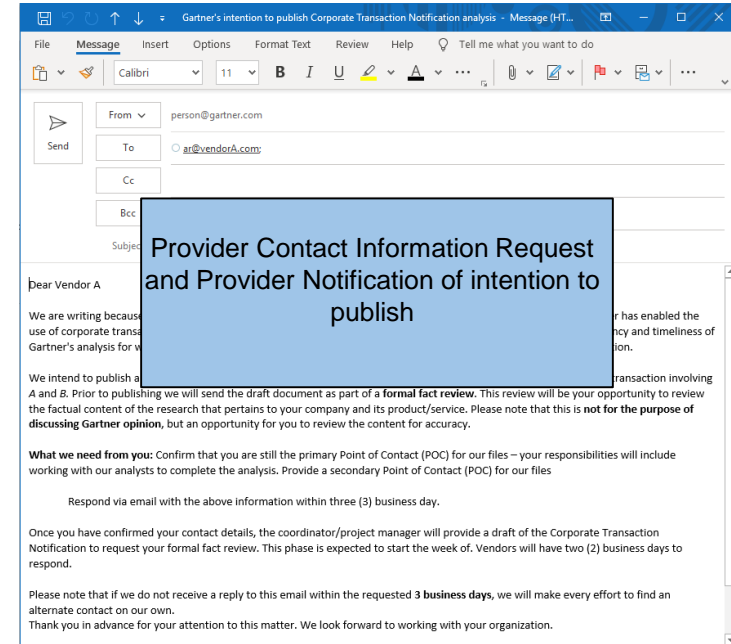 Gartner's intention to publish Corporate Transaction Notification analysis - Message (HT...
File Message Insert Options Format Text Review Help Tell me what you want to do
Calibri 11 B I U A ...
From person@gartner.com
Send To ar@vendorA.com;
Cc
Bcc
Subjec
Provider Contact Information Request
and Provider Notification of intention to
publish
Dear Vendor A
We are writing because r has enabled the
use of corporate transa ncy and timeliness of
Gartner's analysis for w ion.
We intend to publish a transaction involving
A and B. Prior to publishing we will send the draft document as part of a formal fact review. This review will be your opportunity to review
the factual content of the research that pertains to your company and its product/service. Please note that this is not for the purpose of
discussing Gartner opinion, but an opportunity for you to review the content for accuracy.
What we need from you: Confirm that you are still the primary Point of Contact (POC) for our files – your responsibilities will include
working with our analysts to complete the analysis. Provide a secondary Point of Contact (POC) for our files
Respond via email with the above information within three (3) business day.
Once you have confirmed your contact details, the coordinator/project manager will provide a draft of the Corporate Transaction
Notification to request your formal fact review. This phase is expected to start the week of. Vendors will have two (2) business days to
respond.
Please note that if we do not receive a reply to this email within the requested 3 business days, we will make every effort to find an
alternate contact on our own.
Thank you in advance for your attention to this matter. We look forward to working with your organization.